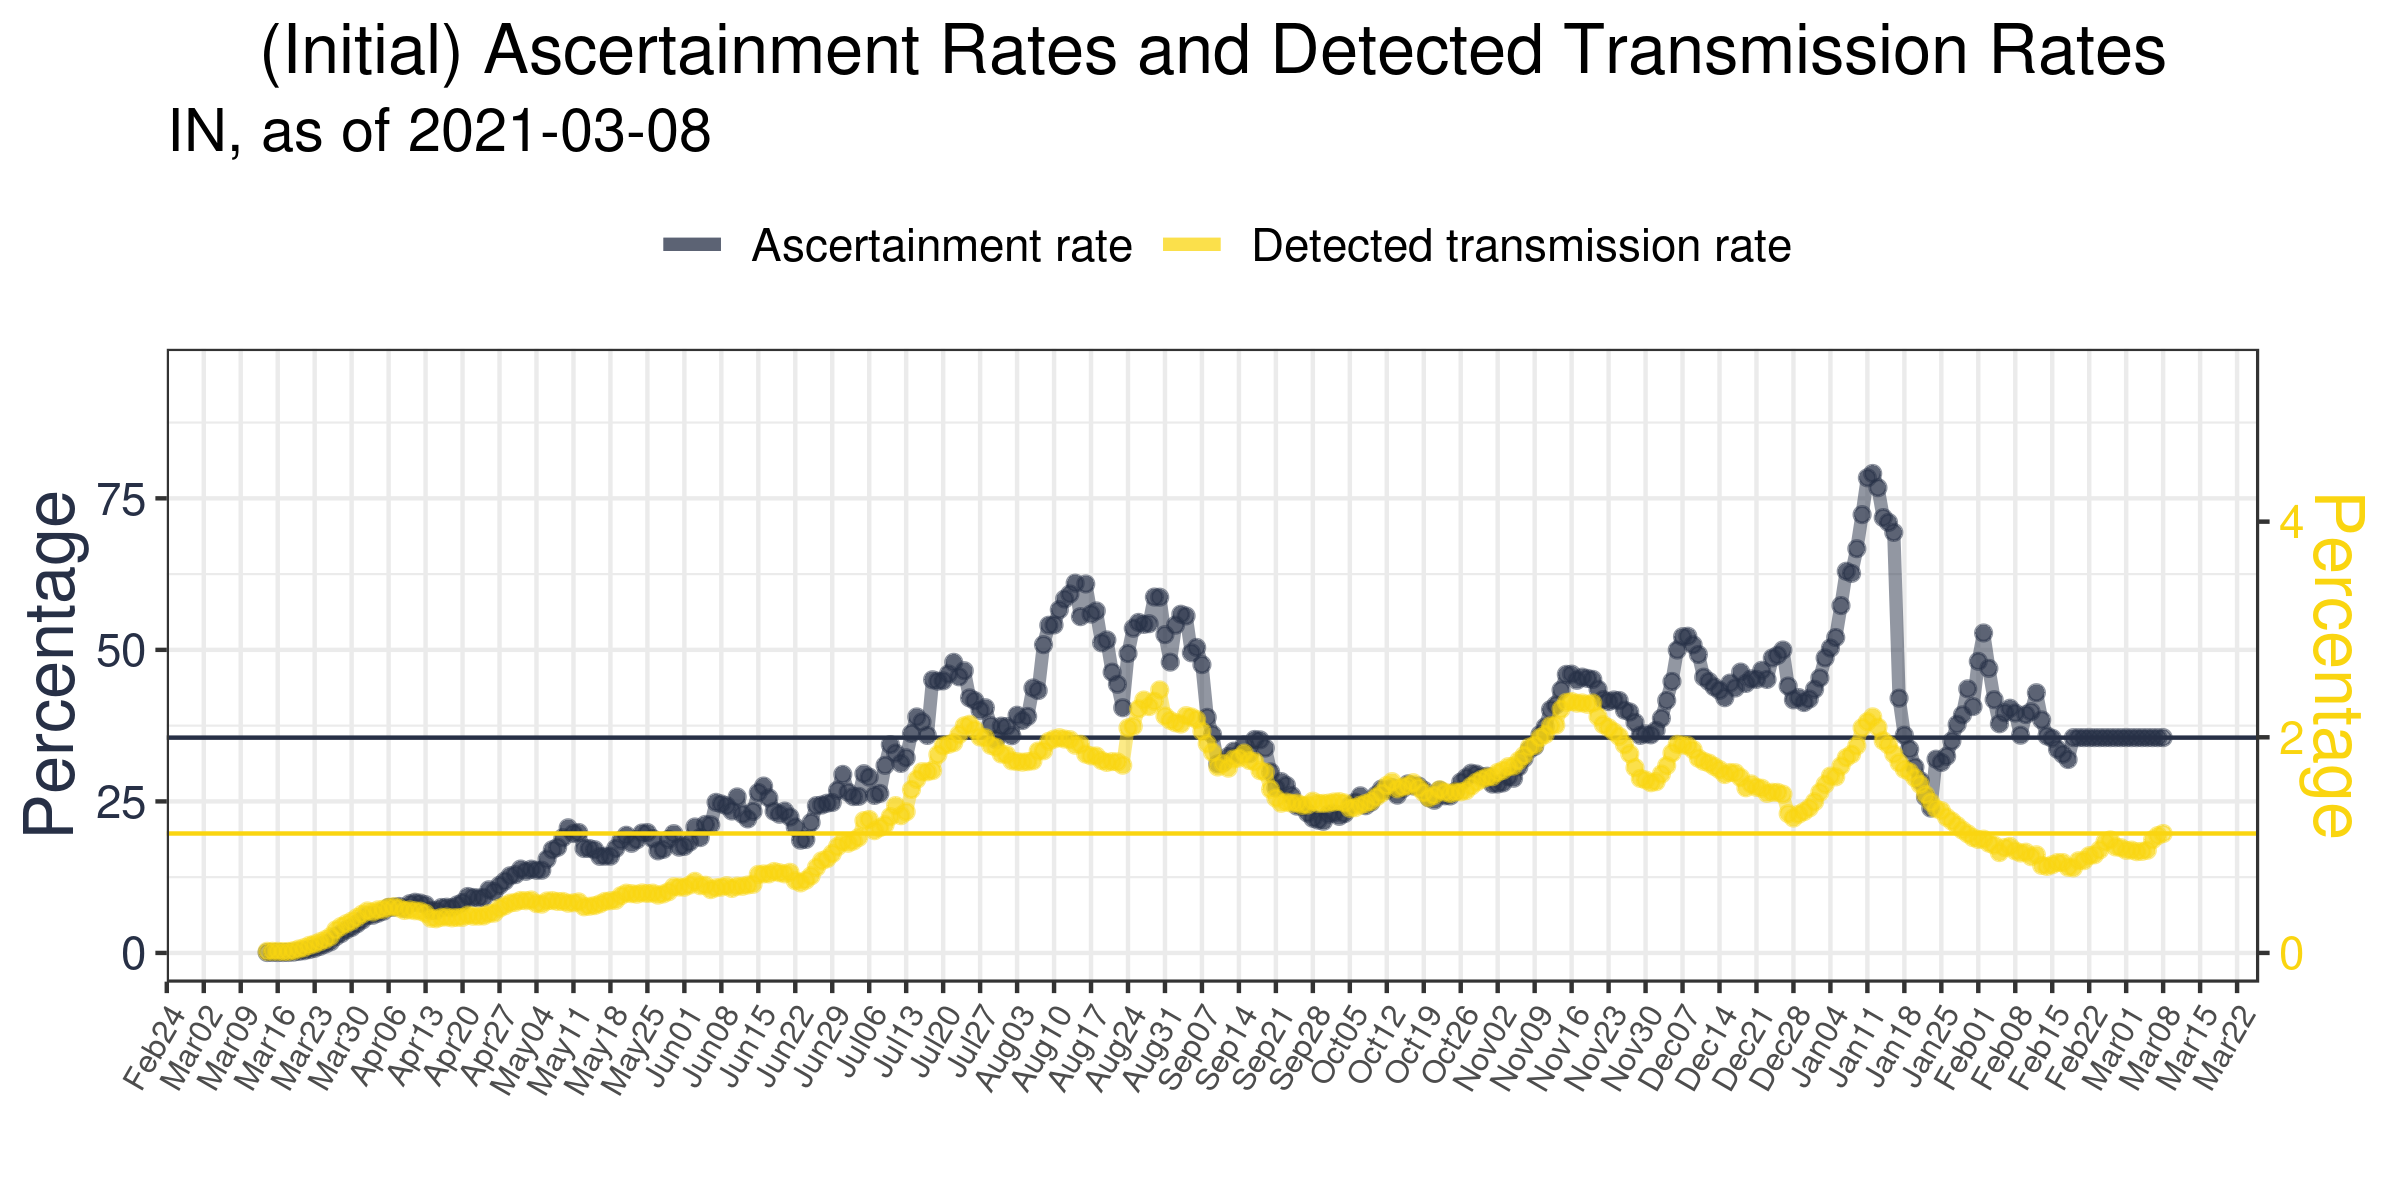 (Initial) Ascertainment Rates and Detected Transmission Rates
IN, as of 2021-03-08
Ascertainment rate Detected transmission rate
Percentage
75
50
25
0
4
2
0
Percentage
Feb24 Mar02 Mar09 Mar16 Mar23 Mar30 Apr06 Apr13 Apr20 Apr27 May04 May11 May18 May25 Jun01 Jun08 Jun15 Jun22 Jun29 Jul06 Jul13 Jul20 Jul27 Aug03 Aug10 Aug17 Aug24 Aug31 Sep07 Sep14 Sep21 Sep28 Oct05 Oct12 Oct19 Oct26 Nov02 Nov09 Nov16 Nov23 Nov30 Dec07 Dec14 Dec21 Dec28 Jan04 Jan11 Jan18 Jan25 Feb01 Feb08 Feb15 Feb22 Mar01 Mar08 Mar15 Mar22